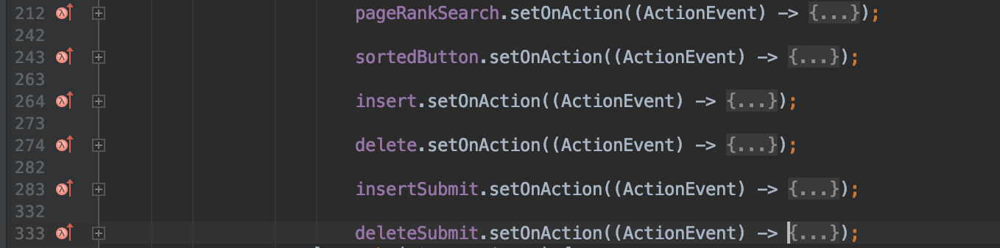 212 pageRankSearch.setOnAction((ActionEvent) -> {...});
242
243 sortedButton.setOnAction((ActionEvent) -> {...});
263
264 insert.setOnAction((ActionEvent) -> {...});
273
274 delete.setOnAction((ActionEvent) -> {...});
282
283 insertSubmit.setOnAction((ActionEvent) -> {...});
332
333 deleteSubmit.setOnAction((ActionEvent) -> {...});